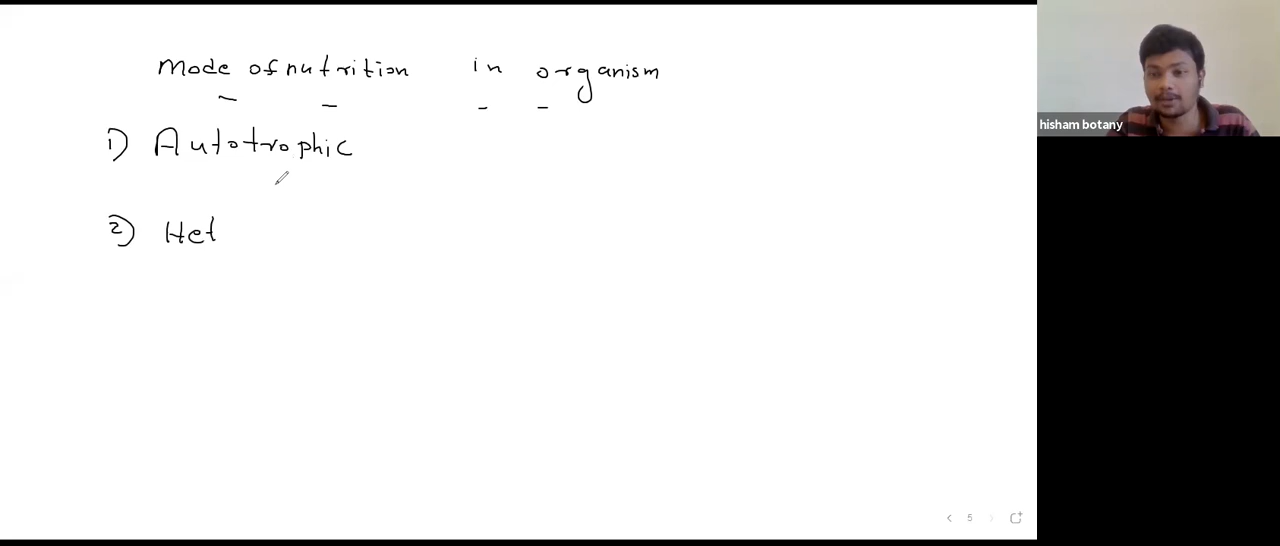 Mode of nutrition in organism
hisham botany
1) Autotrophic
2) Het
5